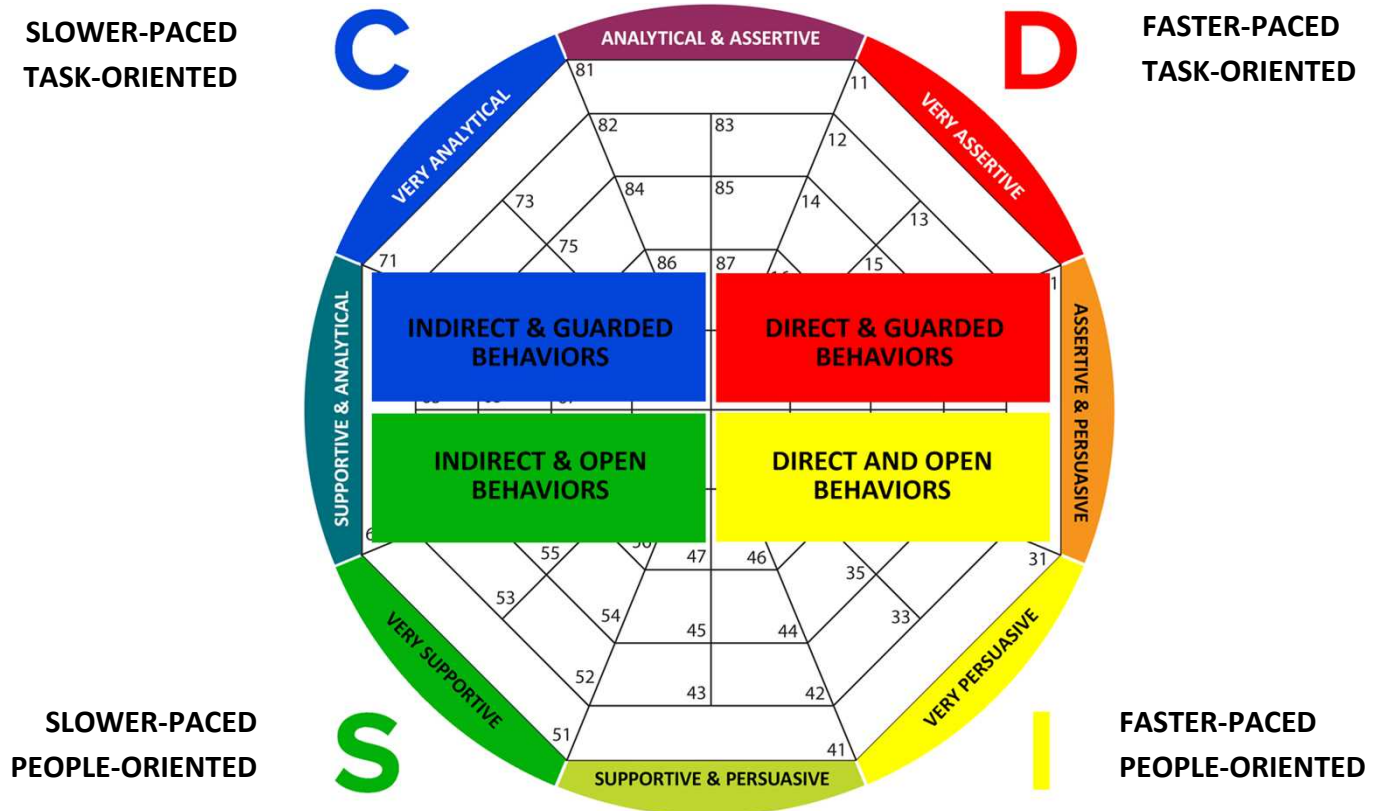 SLOWER-PACED
TASK-ORIENTED
C
ANALYTICAL & ASSERTIVE
D
FASTER-PACED
TASK-ORIENTED
VERY ANALYTICAL
VERY ASSERTIVE
81
11
82
83
12
84
85
14
73
13
75
86
87
15
71
1
SUPPORTIVE & ANALYTICAL
INDIRECT & GUARDED
BEHAVIORS
DIRECT & GUARDED
BEHAVIORS
ASSERTIVE & PERSUASIVE
INDIRECT & OPEN
BEHAVIORS
DIRECT AND OPEN
BEHAVIORS
6
56
55
47
46
35
31
53
54
45
44
33
52
43
42
51
41
VERY SUPPORTIVE
VERY PERSUASIVE
SLOWER-PACED
PEOPLE-ORIENTED
S
SUPPORTIVE & PERSUASIVE
I
FASTER-PACED
PEOPLE-ORIENTED